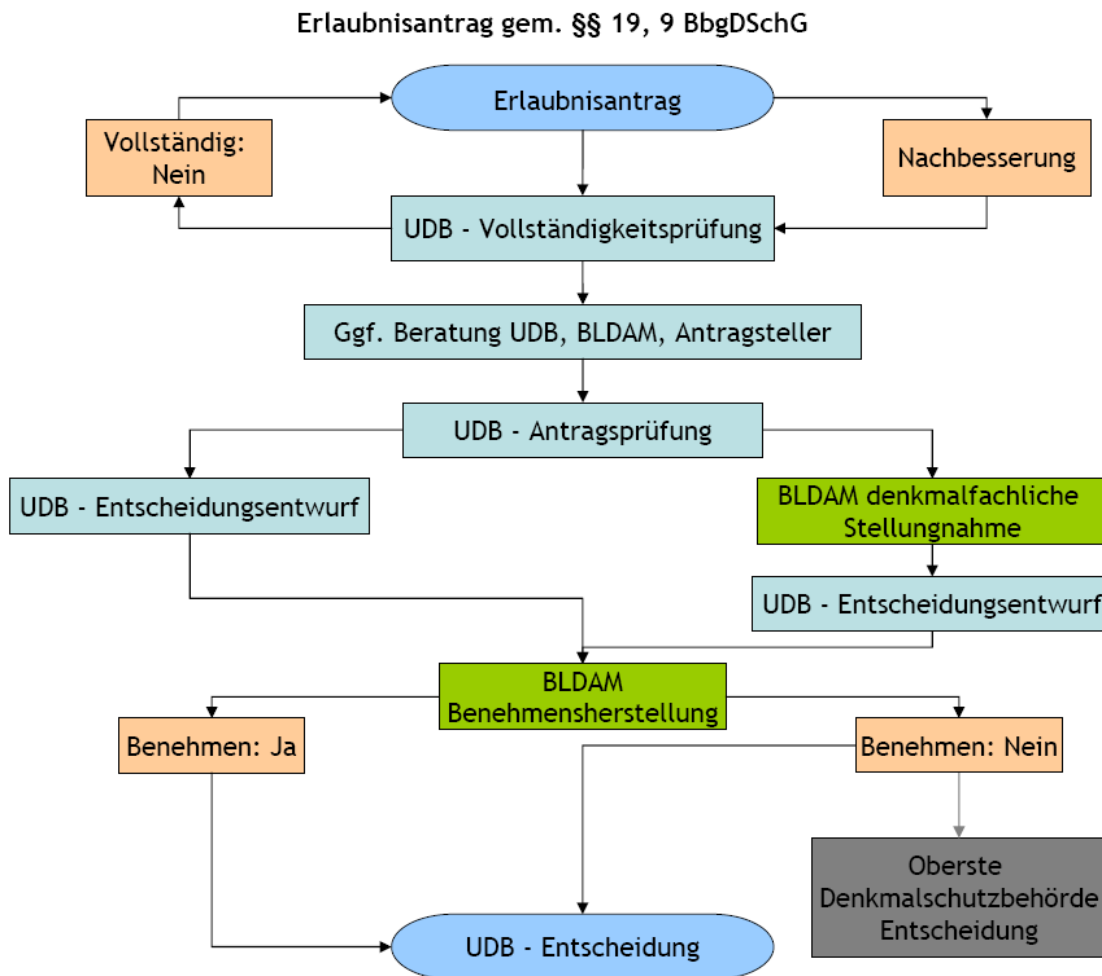 Erlaubnisantrag gem. §§ 19, 9 BbgDSchG
Erlaubnisantrag
Vollständig:
Nein
Nachbesserung
UDB - Vollständigkeitsprüfung
Ggf. Beratung UDB, BLDAM, Antragsteller
UDB - Antragsprüfung
UDB - Entscheidungsentwurf
BLDAM denkmalfachliche
Stellungnahme
UDB - Entscheidungsentwurf
BLDAM
Benehmensherstellung
Benehmen: Ja
Benehmen: Nein
Oberste
Denkmalschutzbehörde
Entscheidung
UDB - Entscheidung